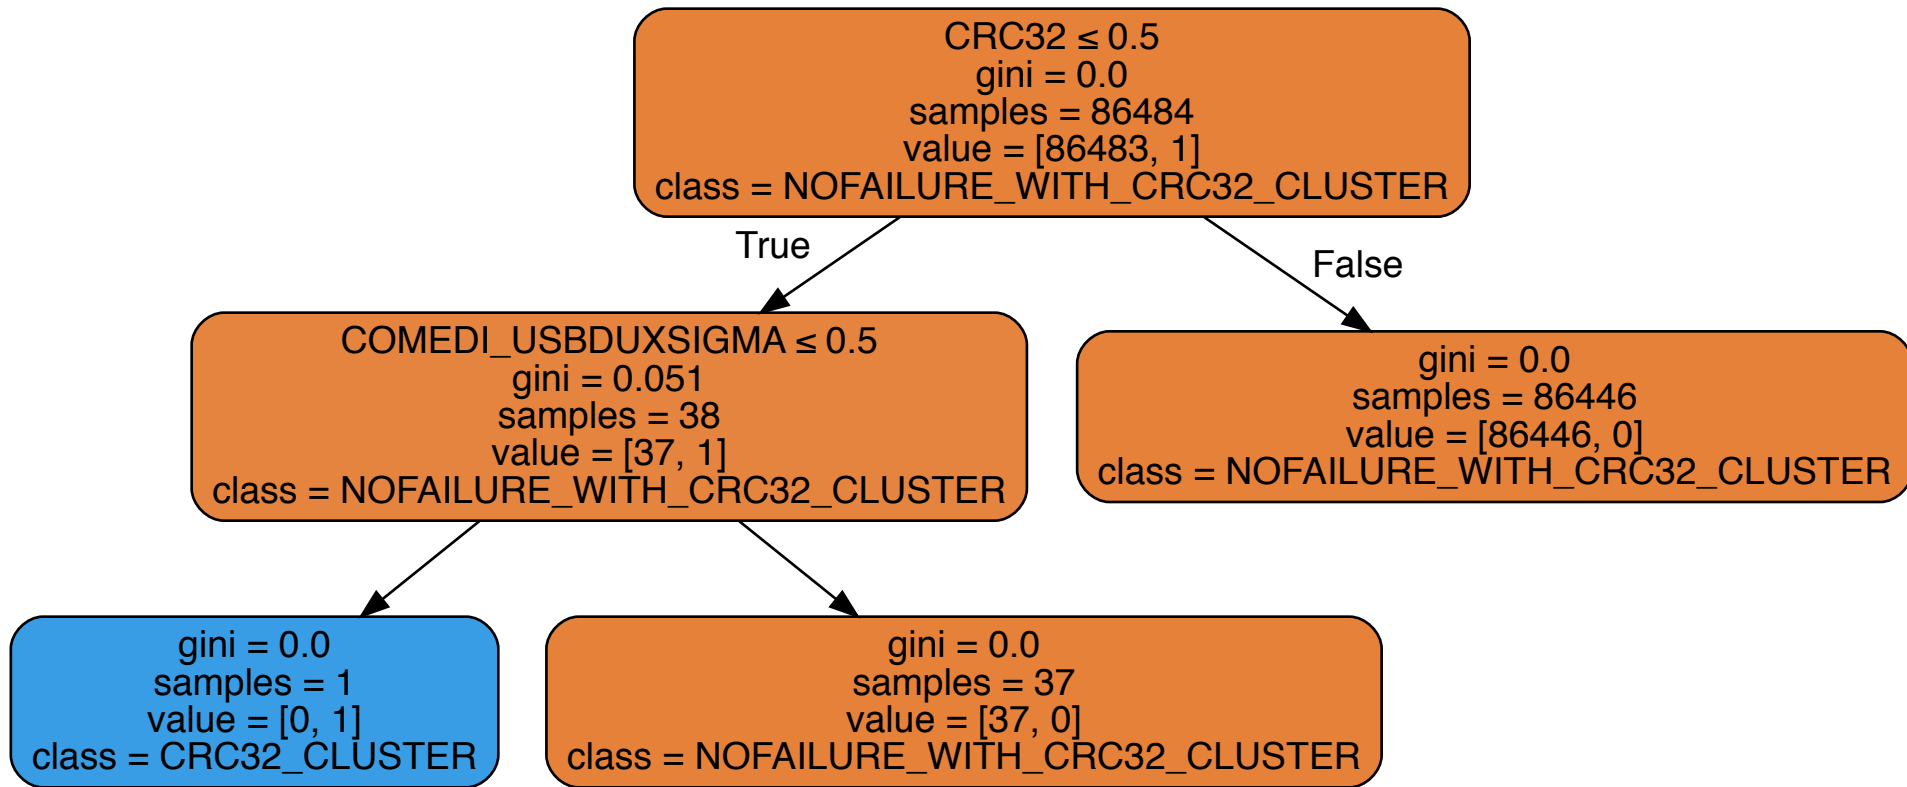 CRC32 ≤ 0.5
gini = 0.0
samples = 86484
value = [86483, 1]
class = NOFAILURE_WITH_CRC32_CLUSTER
True
False
COMEDI_USBDUXSIGMA ≤ 0.5
gini = 0.051
samples = 38
value = [37, 1]
class = NOFAILURE_WITH_CRC32_CLUSTER
gini = 0.0
samples = 86446
value = [86446, 0]
class = NOFAILURE_WITH_CRC32_CLUSTER
gini = 0.0
samples = 1
value = [0, 1]
class = CRC32_CLUSTER
gini = 0.0
samples = 37
value = [37, 0]
class = NOFAILURE_WITH_CRC32_CLUSTER